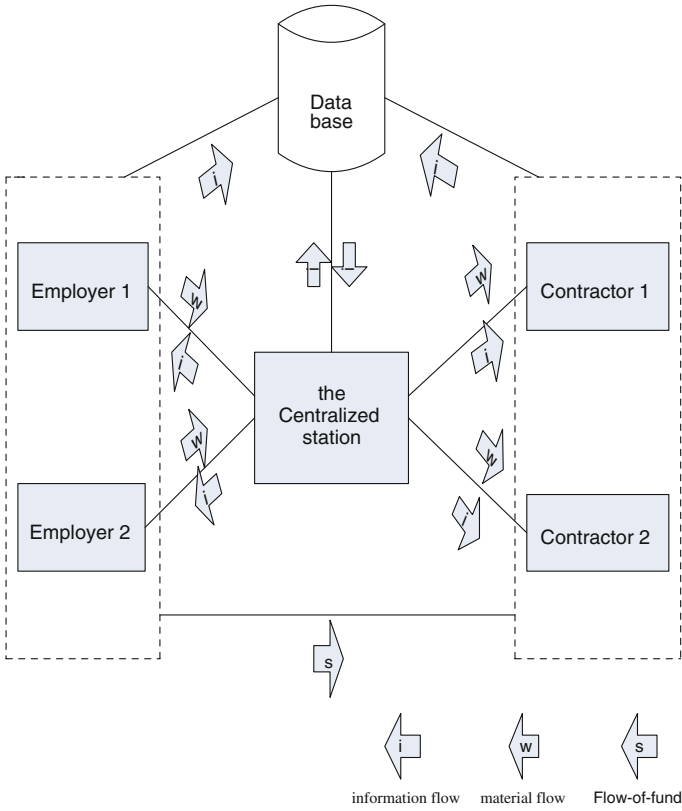 Data
base
i
i
i
i
Employer 1
w
w
Contractor 1
i
i
the
Centralized
station
w
w
i
i
Employer 2
Contractor 2
s
i
w
s
information flow
material flow
Flow-of-fund